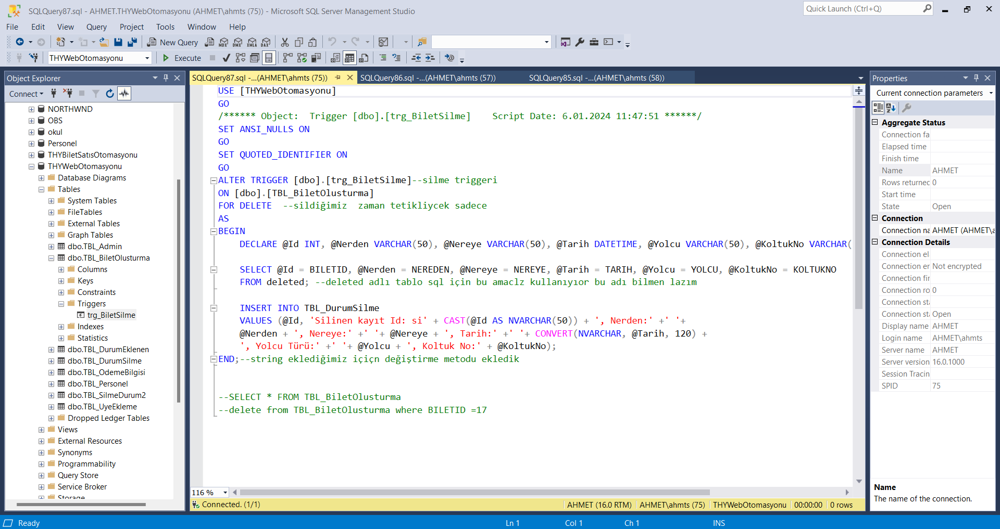 SQLQuery87.sql - AHMET.THYWebOtomasyonu (AHMET\ahmts (75)) - Microsoft SQL Server Management Studio
Quick Launch (Ctrl+Q)
File Edit View Query Project Tools Window Help
New Query
MDX DMX XMLA DAX
THYWebOtomasyonu
Execute
Object Explorer
Connect
NORTHWND
OBS
okul
Personel
THYBiletSatısOtomasyonu
THYWebOtomasyonu
Database Diagrams
Tables
System Tables
FileTables
External Tables
Graph Tables
dbo.TBL_Admin
dbo.TBL_BiletOlusturma
Columns
Keys
Constraints
Triggers
trg_BiletSilme
Indexes
Statistics
dbo.TBL_DurumEklenen
dbo.TBL_DurumSilme
dbo.TBL_OdemeBilgisi
dbo.TBL_Personel
dbo.TBL_SilmeDurum2
dbo.TBL_UyeEkleme
Dropped Ledger Tables
Views
External Resources
Synonyms
Programmability
Query Store
Service Broker
Storage
SQLQuery87.sql -...(AHMET\ahmts (75)) SQLQuery86.sql -...(AHMET\ahmts (57)) SQLQuery85.sql -...(AHMET\ahmts (58))
USE [THYWebOtomasyonu]
GO
/****** Object:  Trigger [dbo].[trg_BiletSilme]    Script Date: 6.01.2024 11:47:51 ******/
SET ANSI_NULLS ON
GO
SET QUOTED_IDENTIFIER ON
GO
ALTER TRIGGER [dbo].[trg_BiletSilme]--silme triggeri
ON [dbo].[TBL_BiletOlusturma]
FOR DELETE  --sildiğimiz  zaman tetikliycek sadece
AS
BEGIN
DECLARE @Id INT, @Nerden VARCHAR(50), @Nereye VARCHAR(50), @Tarih DATETIME, @Yolcu VARCHAR(50), @KoltukNo VARCHAR(
SELECT @Id = BILETID, @Nerden = NEREDEN, @Nereye = NEREYE, @Tarih = TARIH, @Yolcu = YOLCU, @KoltukNo = KOLTUKNO
FROM deleted; --deleted adlı tablo sql için bu amaclz kullanıyıor bu adı bilmen lazım
INSERT INTO TBL_DurumSilme
VALUES (@Id, 'Silinen kayıt Id: si' + CAST(@Id AS NVARCHAR(50)) + ', Nerden:' +' '+
@Nerden + ', Nereye:' +' '+ @Nereye + ', Tarih:' +' '+ CONVERT(NVARCHAR, @Tarih, 120) +
', Yolcu Türü:' +' '+ @Yolcu + ', Koltuk No:' + @KoltukNo);
END;--string eklediğimiz içiçn değiştirme metodu ekledik
--SELECT * FROM TBL_BiletOlusturma
--delete from TBL_BiletOlusturma where BILETID =17
116 %
Connected. (1/1)
AHMET (16.0 RTM) AHMET\ahmts (75) THYWebOtomasyonu 00:00:00 0 rows
Properties
Current connection parameters
Aggregate Status
Connection fa
Elapsed time
Finish time
Name AHMET
Rows returned 0
Start time
State Open
Connection
Connection na AHMET (AHMET\a
Connection Details
Connection el
Connection er Not encrypted
Connection fir
Connection ro 0
Connection sta
Connection sta Open
Display name AHMET
Login name AHMET\ahmts
Server name AHMET
Server version 16.0.1000
Session Tracin
SPID 75
Name
The name of the connection.
Ready
Ln 1 Col 1 Ch 1 INS